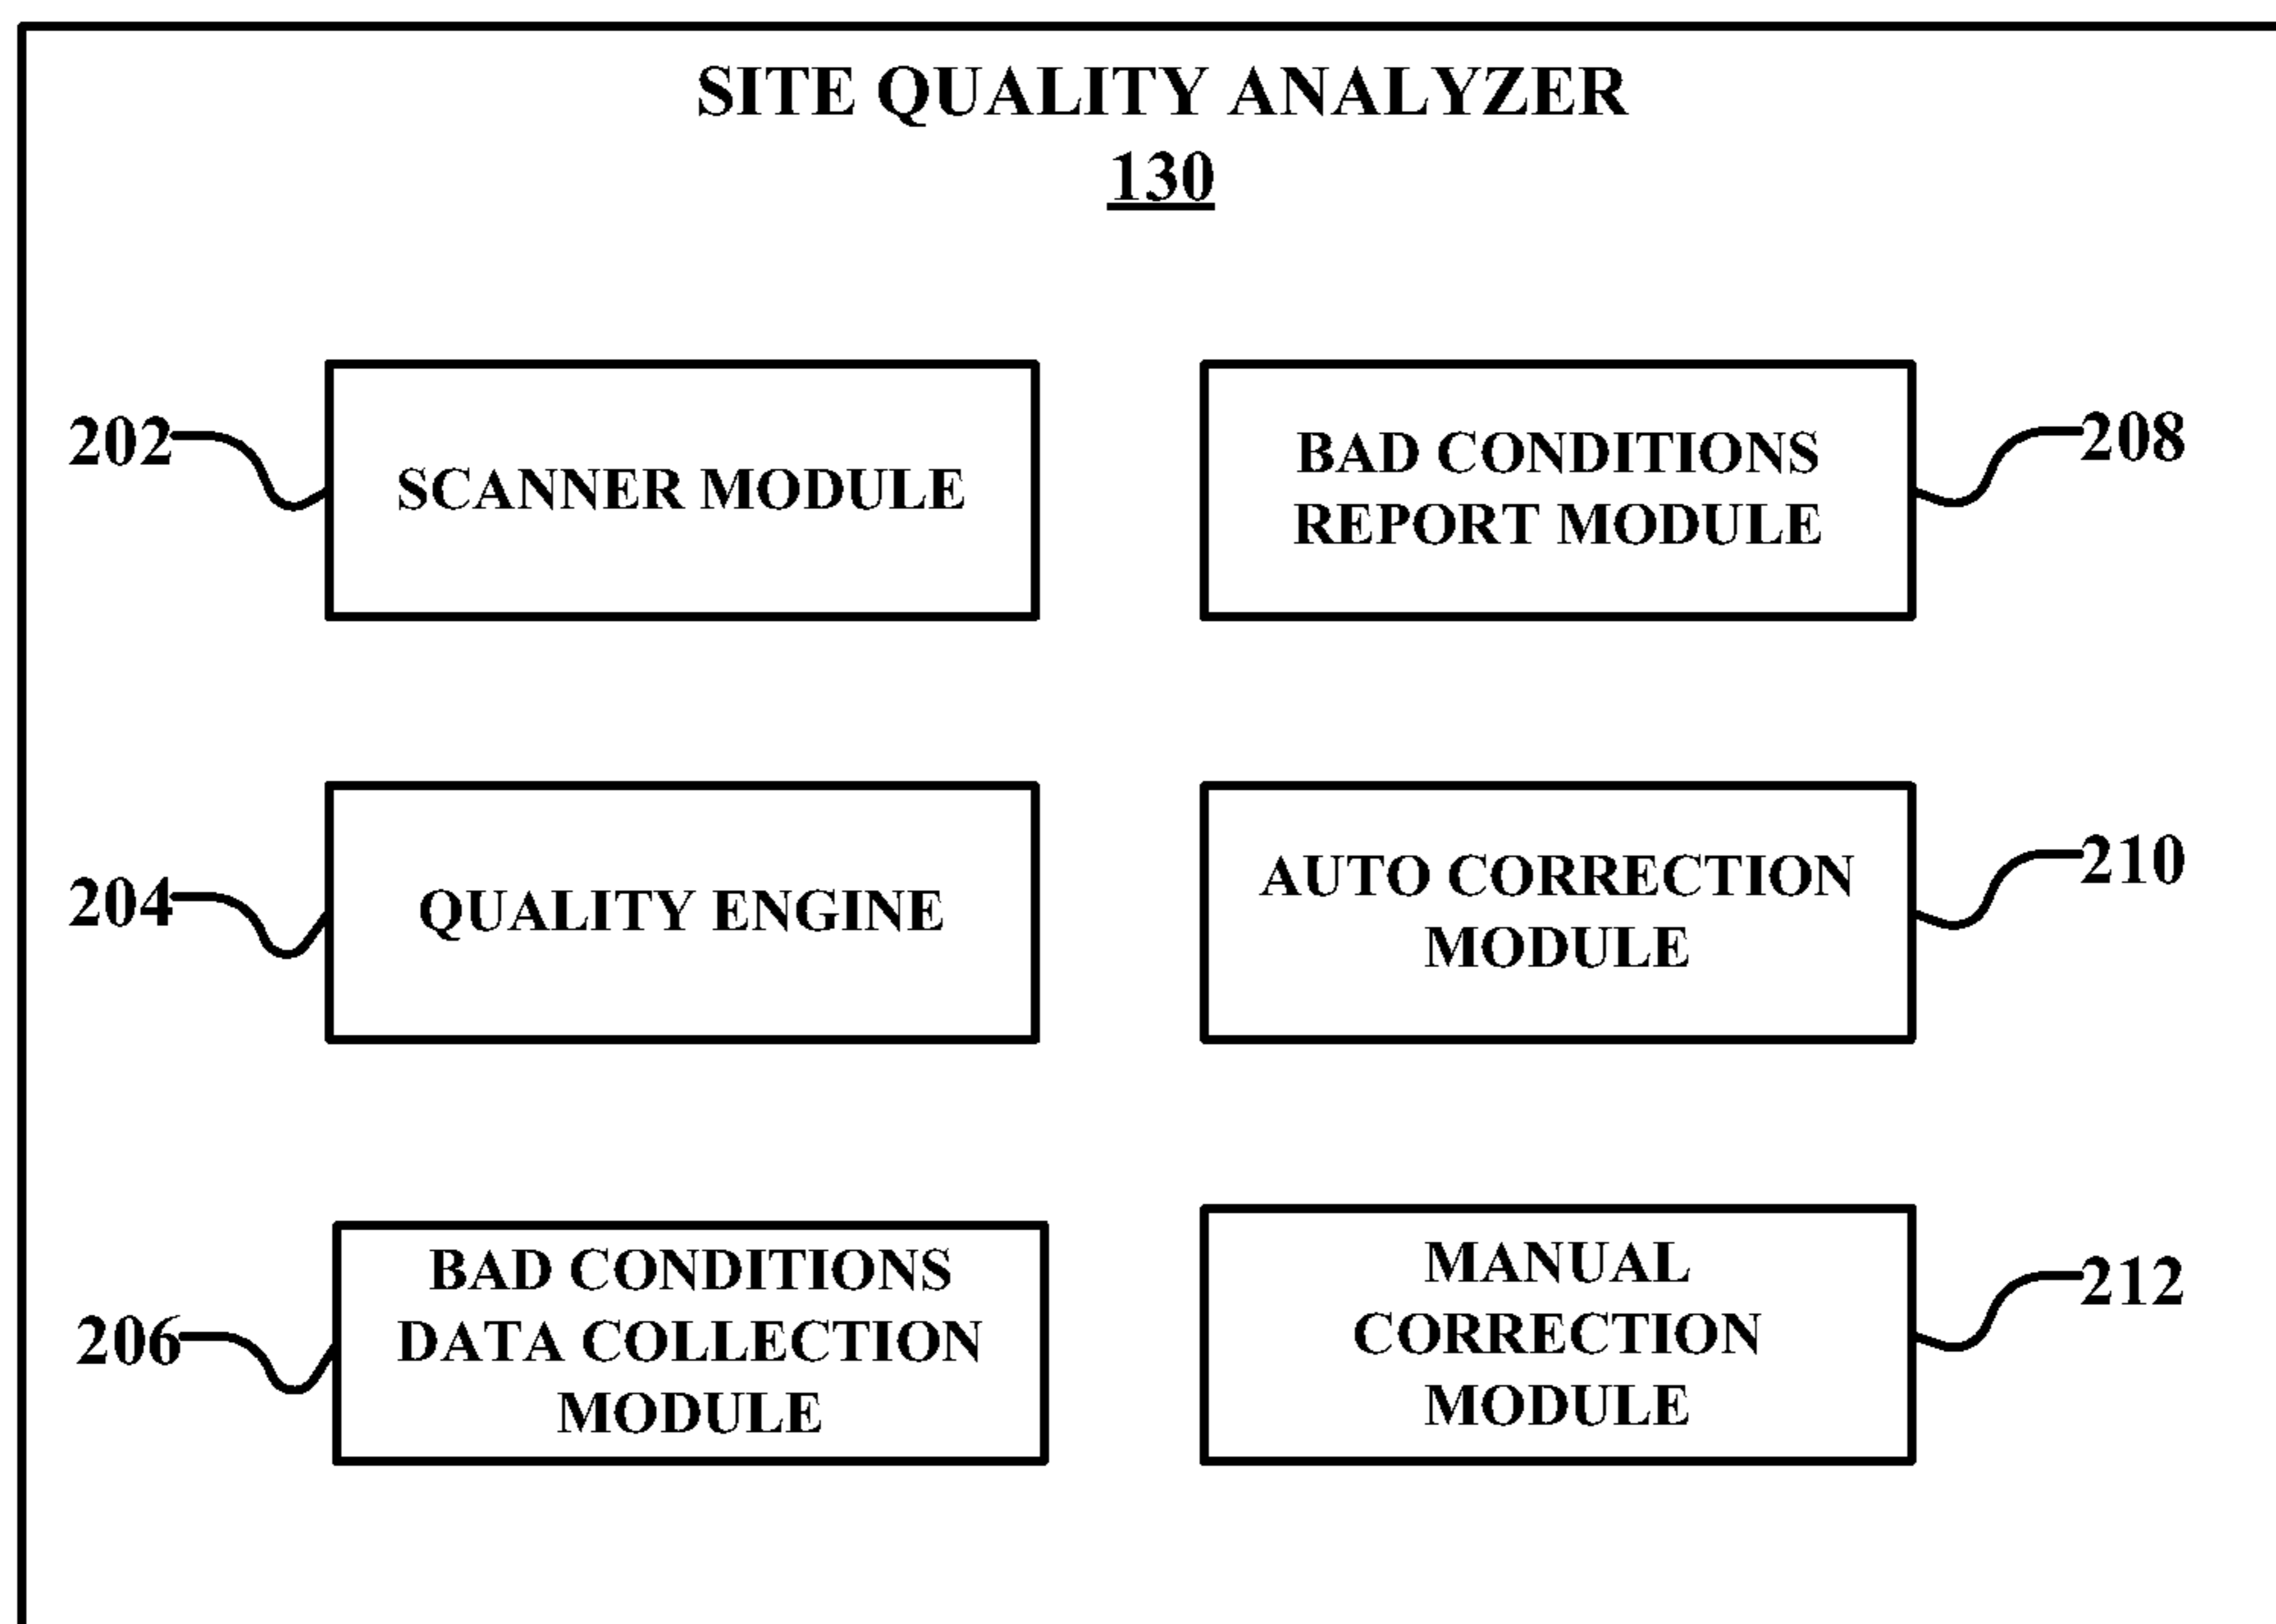 SITE QUALITY ANALYZER
130
202
SCANNER MODULE
204
QUALITY ENGINE
206
BAD CONDITIONS
DATA COLLECTION
MODULE
BAD CONDITIONS
REPORT MODULE
208
AUTO CORRECTION
MODULE
210
MANUAL
CORRECTION
MODULE
212